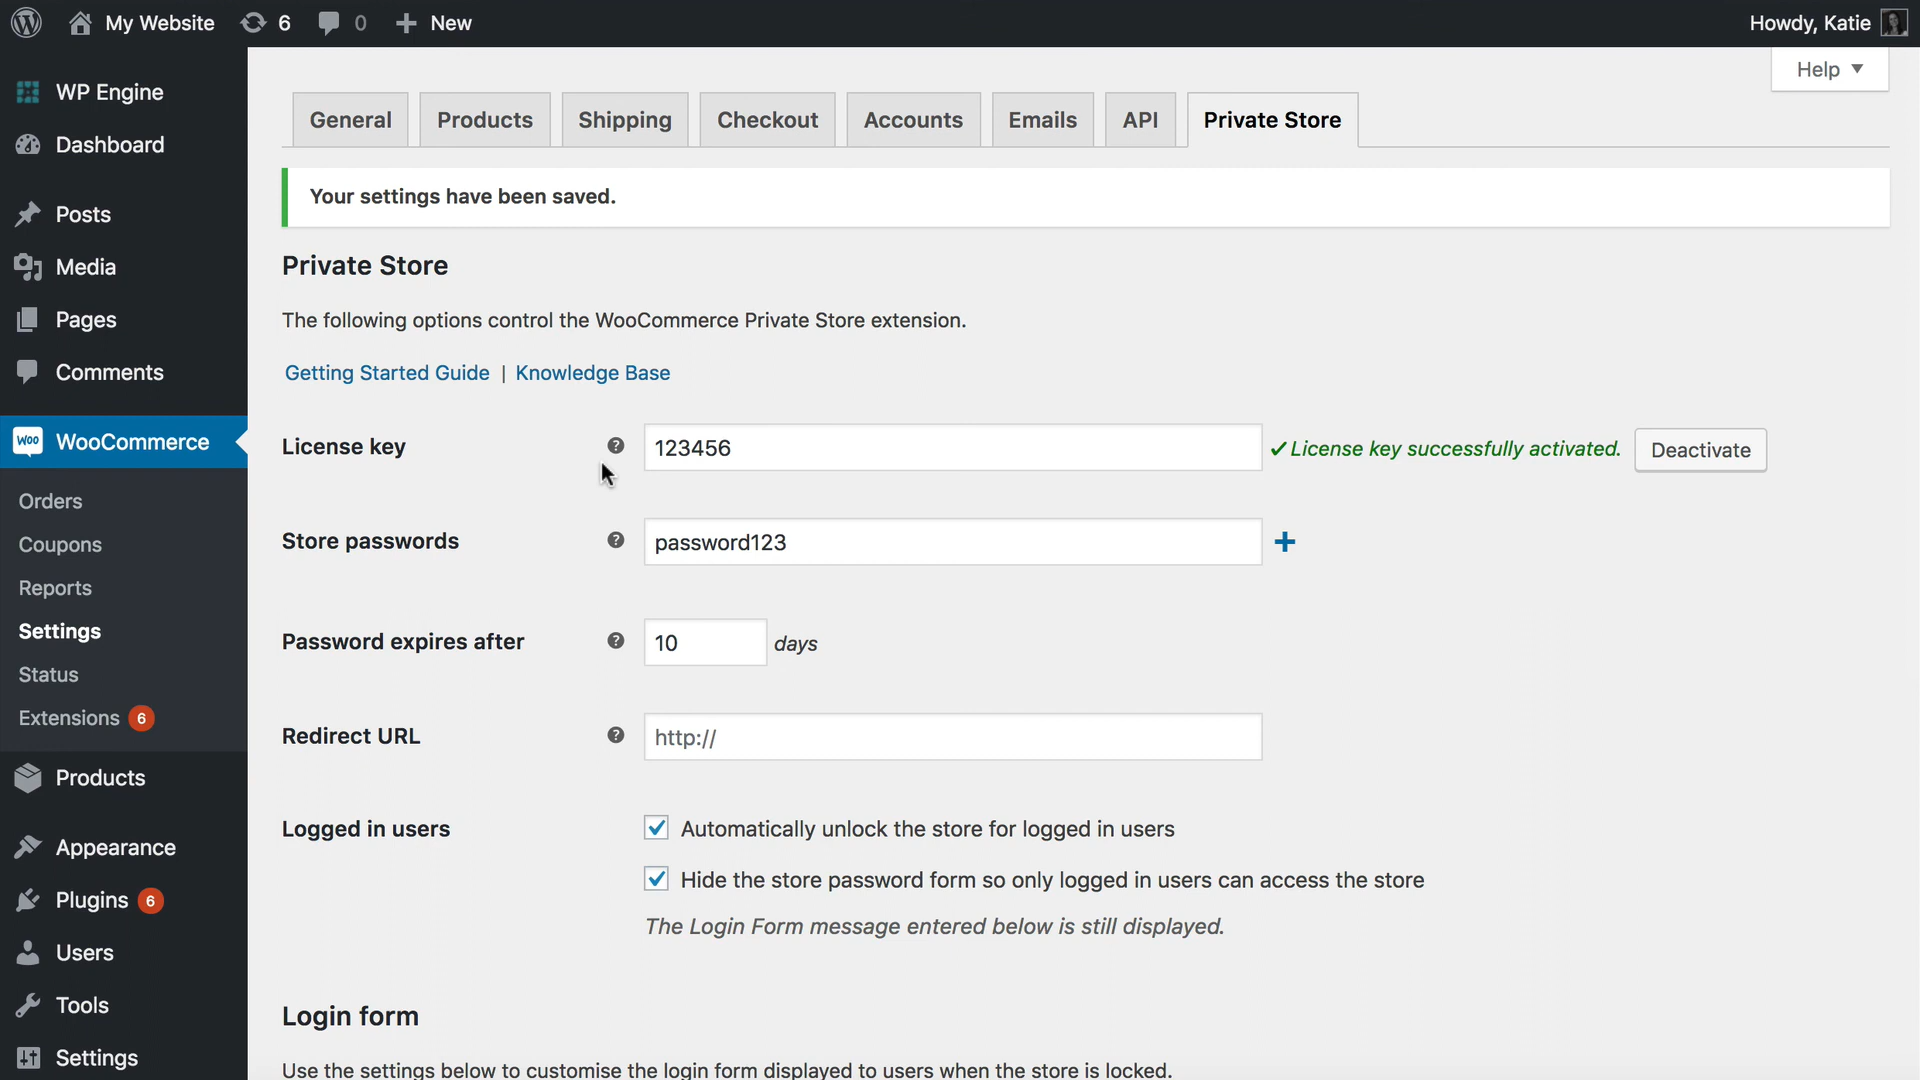 My Website 6 0 New Howdy, Katie
Help
WP Engine
Dashboard
Posts
Media
Pages
Comments
WOO WooCommerce
Orders
Coupons
Reports
Settings
Status
Extensions 6
Products
Appearance
Plugins 6
Users
Tools
Settings
General Products Shipping Checkout Accounts Emails API Private Store
Your settings have been saved.
Private Store
The following options control the WooCommerce Private Store extension.
Getting Started Guide | Knowledge Base
License key ? 123456 ✓ License key successfully activated. Deactivate
Store passwords ? password123 +
Password expires after ? 10 days
Redirect URL ? http://
Logged in users Automatically unlock the store for logged in users
Hide the store password form so only logged in users can access the store
The Login Form message entered below is still displayed.
Login form
Use the settings below to customise the login form displayed to users when the store is locked.